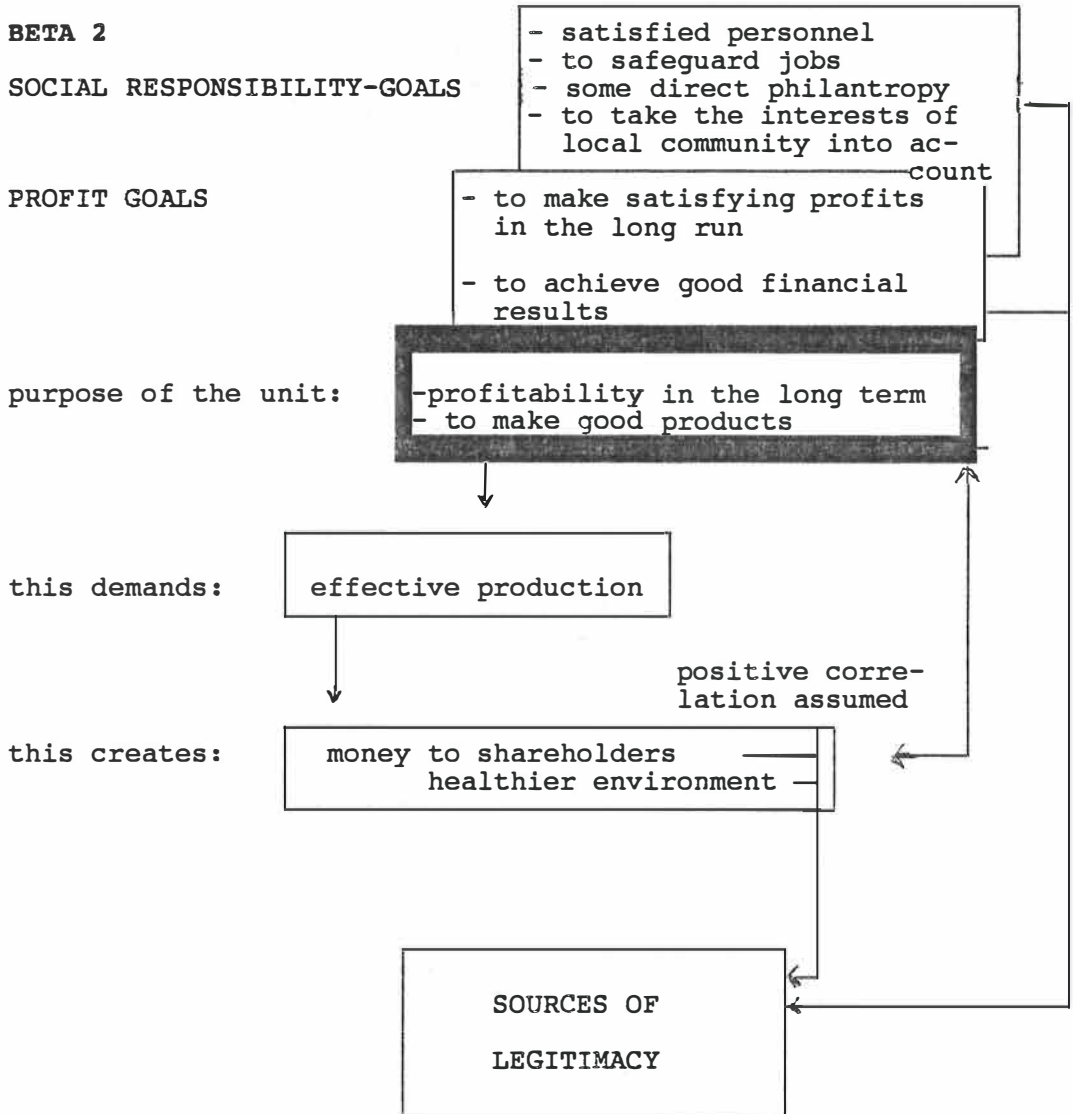 BETA 2
SOCIAL RESPONSIBILITY-GOALS
- satisfied personnel
- to safeguard jobs
- some direct philantropy
- to take the interests of
local community into ac-
count
PROFIT GOALS
- to make satisfying profits
in the long run
- to achieve good financial
results
purpose of the unit:
-profitability in the long term
- to make good products
this demands:
effective production
positive corre-
lation assumed
this creates:
money to shareholders
healthier environment
SOURCES OF
LEGITIMACY